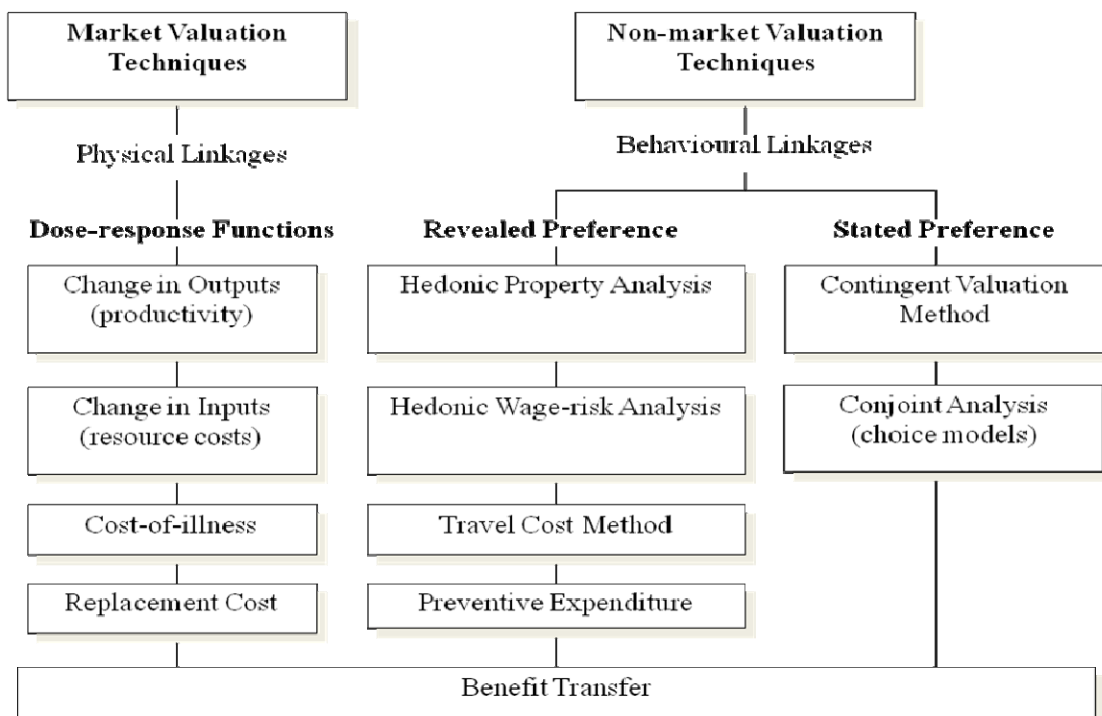 Market Valuation
Techniques
Non-market Valuation
Techniques
Physical Linkages
Behavioural Linkages
Dose-response Functions
Revealed Preference
Stated Preference
Change in Outputs
(productivity)
Hedonic Property Analysis
Contingent Valuation
Method
Change in Inputs
(resource costs)
Hedonic Wage-risk Analysis
Conjoint Analysis
(choice models)
Cost-of-illness
Travel Cost Method
Replacement Cost
Preventive Expenditure
Benefit Transfer